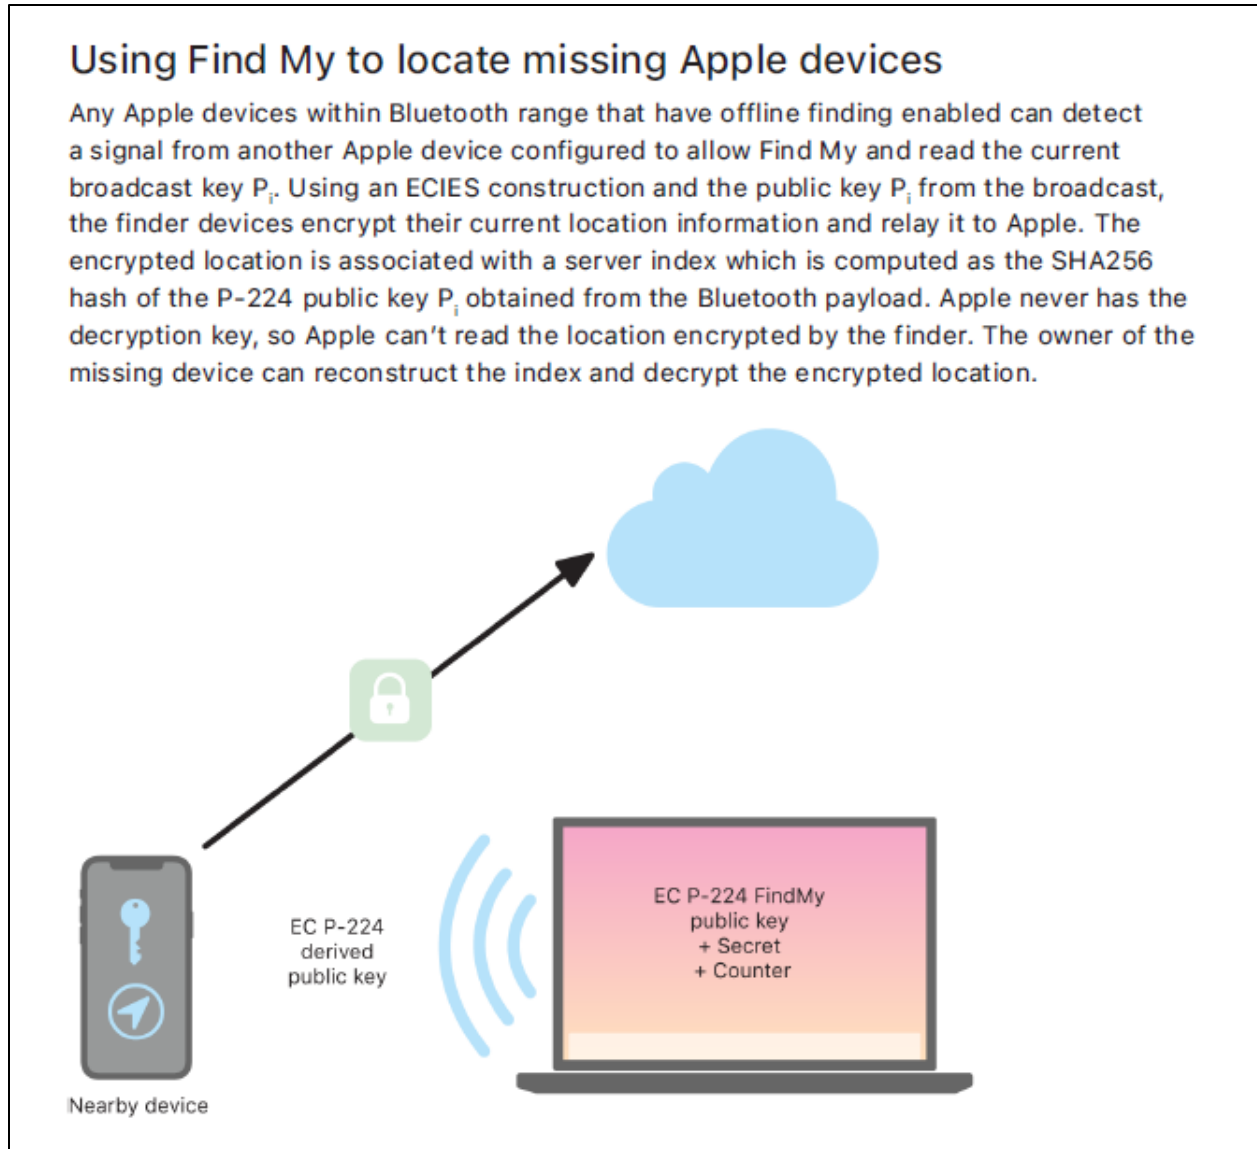 Using Find My to locate missing Apple devices
Any Apple devices within Bluetooth range that have offline finding enabled can detect
a signal from another Apple device configured to allow Find My and read the current
broadcast key Pᵢ. Using an ECIES construction and the public key Pᵢ from the broadcast,
the finder devices encrypt their current location information and relay it to Apple. The
encrypted location is associated with a server index which is computed as the SHA256
hash of the P-224 public key Pᵢ obtained from the Bluetooth payload. Apple never has the
decryption key, so Apple can’t read the location encrypted by the finder. The owner of the
missing device can reconstruct the index and decrypt the encrypted location.
EC P-224
derived
public key
EC P-224 FindMy
public key
+ Secret
+ Counter
Nearby device